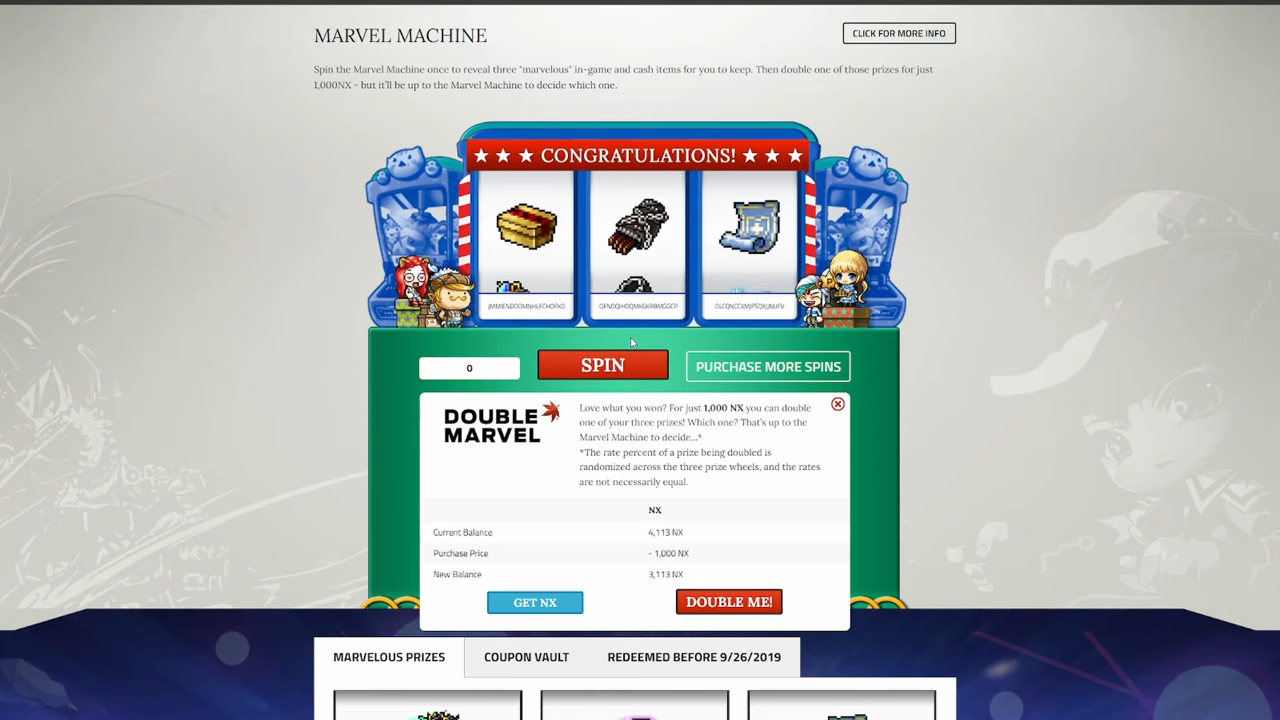 MARVEL MACHINE
CLICK FOR MORE INFO
Spin the Marvel Machine once to reveal three "marvelous" in-game and cash items for you to keep. Then double one of those prizes for just
1,000NX - but it'll be up to the Marvel Machine to decide which one.
CONGRATULATIONS!
0
SPIN
PURCHASE MORE SPINS
DOUBLE
MARVEL
Love what you won? For just 1,000 NX you can double
one of your three prizes! Which one? That's up to the
Marvel Machine to decide...*
*The rate percent of a prize being doubled is
randomized across the three prize wheels, and the rates
are not necessarily equal.
NX
Current Balance 4,113 NX
Purchase Price - 1,000 NX
New Balance 3,113 NX
GET NX
DOUBLE ME!
MARVELOUS PRIZES
COUPON VAULT
REDEEMED BEFORE 9/26/2019